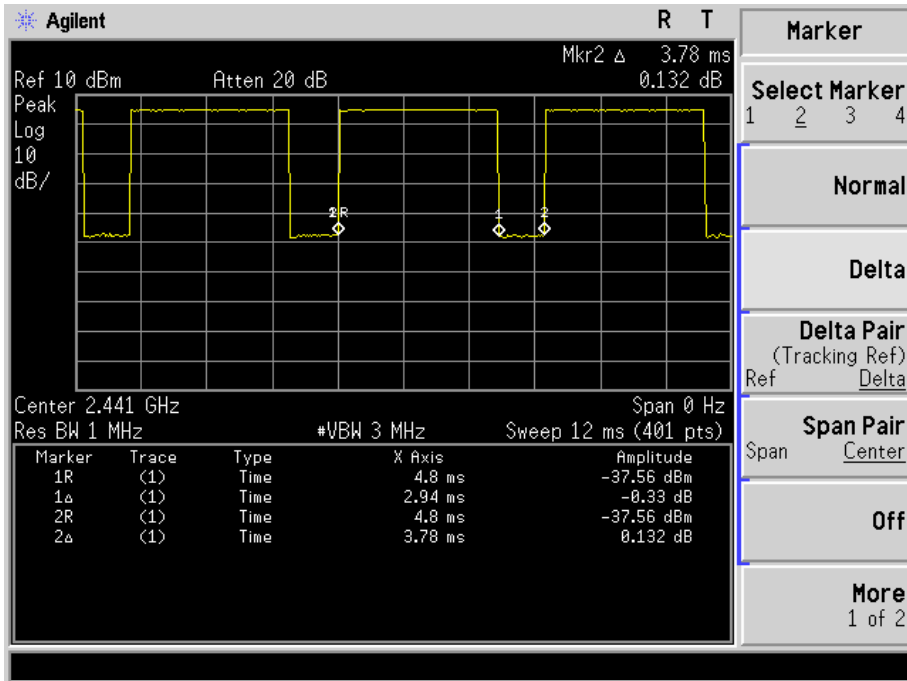 Agilent R T
Mkr2 Δ 3.78 ms
Ref 10 dBm Atten 20 dB 0.132 dB
Peak
Log
10
dB/
2R
1
2
Center 2.441 GHz Span 0 Hz
Res BW 1 MHz #VBW 3 MHz Sweep 12 ms (401 pts)
Marker Trace Type X Axis Amplitude
1R (1) Time 4.8 ms -37.56 dBm
1Δ (1) Time 2.94 ms -0.33 dB
2R (1) Time 4.8 ms -37.56 dBm
2Δ (1) Time 3.78 ms 0.132 dB
Marker
Select Marker
1 2 3 4
Normal
Delta
Delta Pair
(Tracking Ref)
Ref Delta
Span Pair
Span Center
Off
More
1 of 2